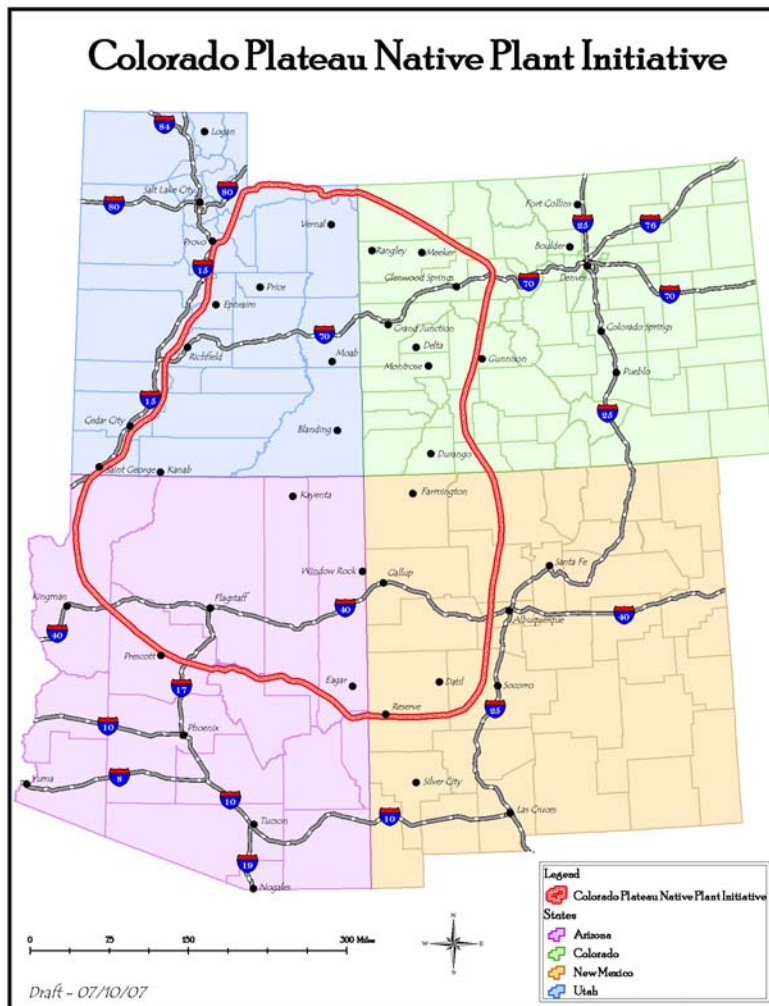 Colorado Plateau Native Plant Initiative
84
Logan
Salt Lake City
80
80
Provo
Vernal
15
Price
Ephraim
Rangley
Meeker
Glenwood Springs
Fort Collins
25
76
Boulder
Denver
70
70
70
Grand Junction
Richfield
Moab
Delta
Montrose
Gunnison
Colorado Springs
Pueblo
15
25
Cedar City
Blanding
Saint George
Kanab
Durango
Kayenta
Farmington
Window Rock
Gallup
Santa Fe
Kingman
Flagstaff
40
40
Albuquerque
40
Prescott
Eagar
Datil
17
Reserve
Socorro
25
10
Phoenix
Yuma
8
10
Silver City
Tucson
10
Las Cruces
19
Nogales
Legend
Colorado Plateau Native Plant Initiative
States
Arizona
Colorado
New Mexico
Utah
0 75 150 300 Miles
N
W E
S
Draft - 07/10/07